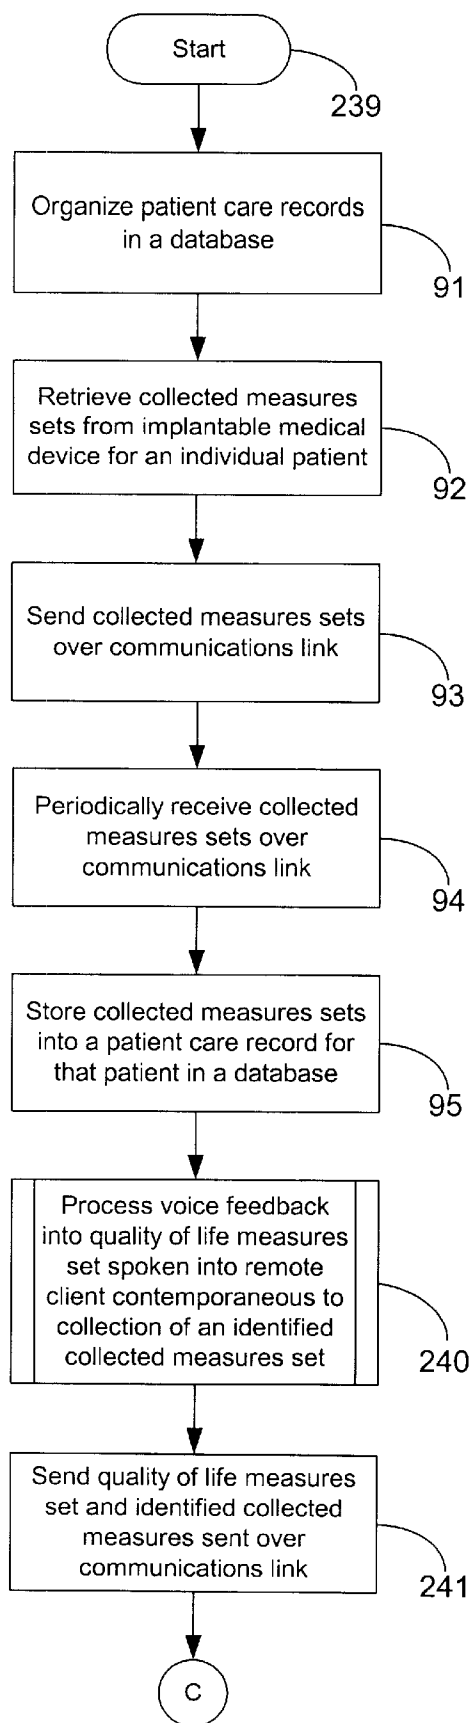 Start
239
Organize patient care records
in a database
91
Retrieve collected measures
sets from implantable medical
device for an individual patient
92
Send collected measures sets
over communications link
93
Periodically receive collected
measures sets over
communications link
94
Store collected measures sets
into a patient care record for
that patient in a database
95
Process voice feedback
into quality of life measures
set spoken into remote
client contemporaneous to
collection of an identified
collected measures set
240
Send quality of life measures
set and identified collected
measures sent over
communications link
241
C